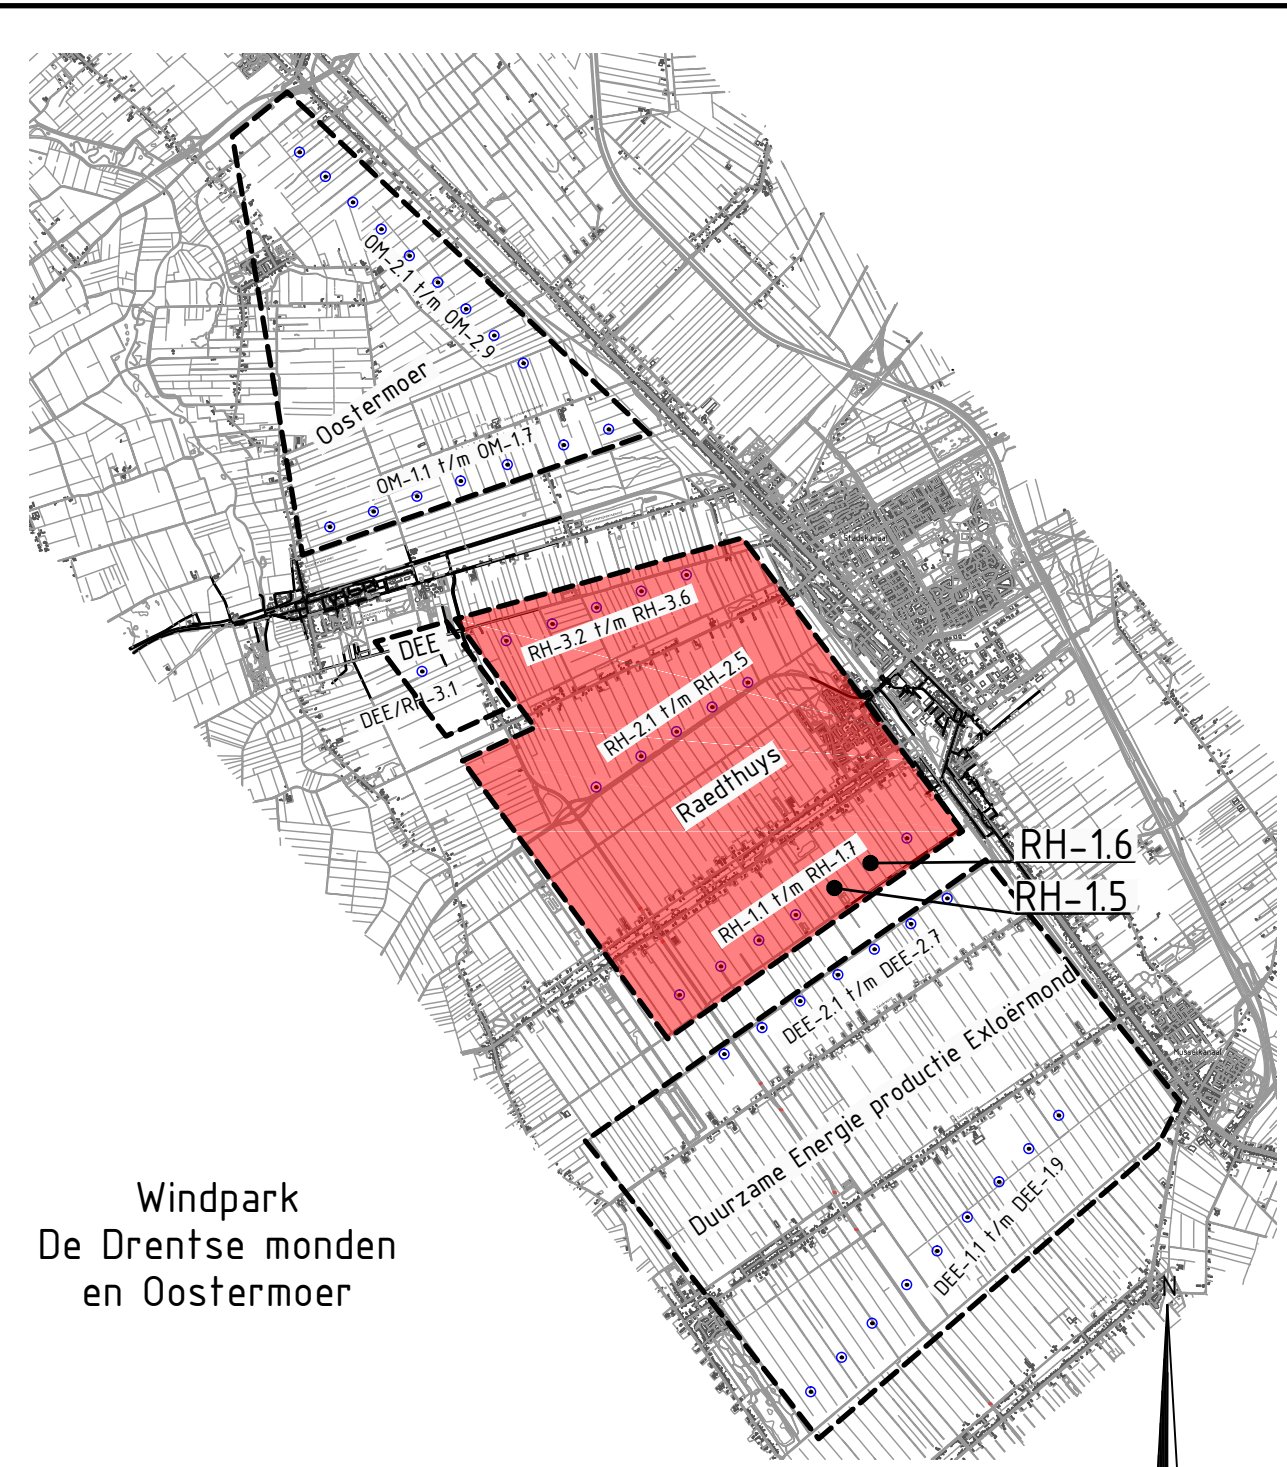 OM-2.1 t/m OM-2.9
Oostermoer
OM-1.1 t/m OM-1.7
Stadskanaal
RH-3.2 t/m RH-3.6
DEE
DEE/RH-3.1
RH-2.1 t/m RH-2.5
Raedthuys
RH-1.6
RH-1.5
RH-1.1 t/m RH-1.7
DEE-2.1 t/m DEE-2.7
Duurzame Energie productie Exloërmond
Musselkanaal
DEE-1.1 t/m DEE-1.9
Windpark
De Drentse monden
en Oostermoer
N